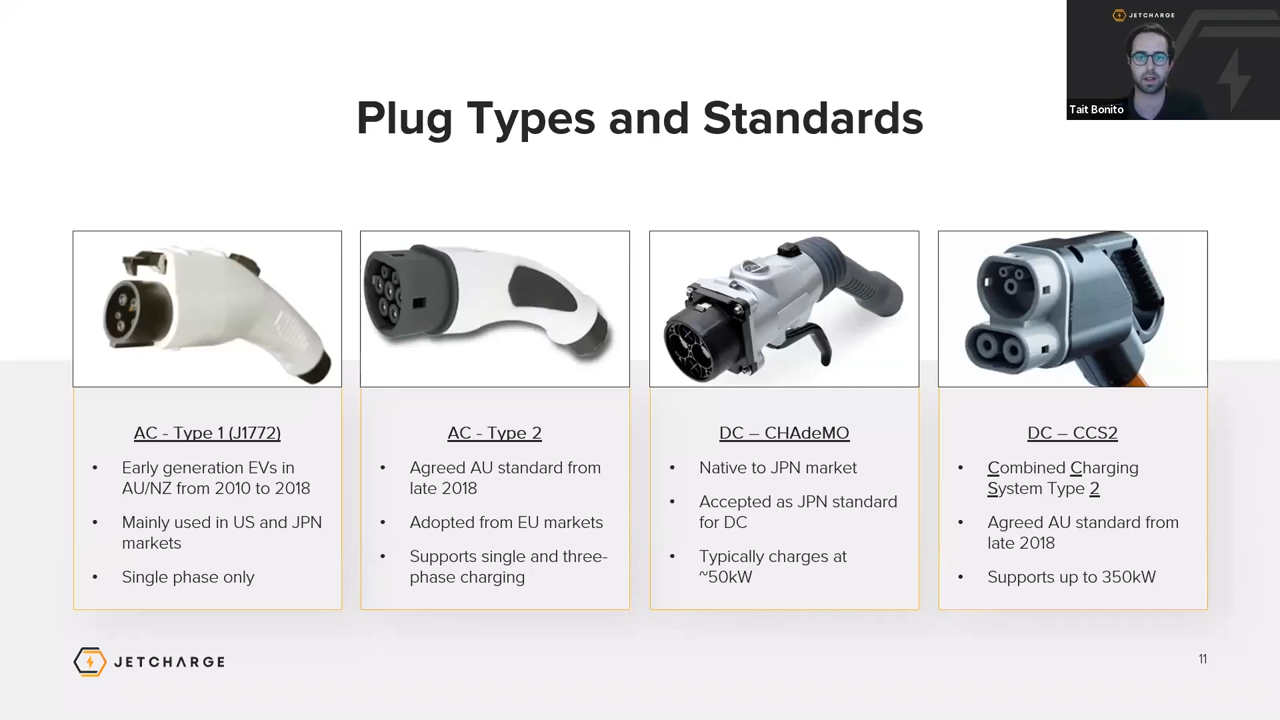 JETCHARGE
Tait Bonito
Plug Types and Standards
AC - Type 1 (J1772)
• Early generation EVs in
AU/NZ from 2010 to 2018
• Mainly used in US and JPN
markets
• Single phase only
AC - Type 2
• Agreed AU standard from
late 2018
• Adopted from EU markets
• Supports single and three-
phase charging
DC – CHAdeMO
• Native to JPN market
• Accepted as JPN standard
for DC
• Typically charges at
~50kW
DC – CCS2
• Combined Charging
System Type 2
• Agreed AU standard from
late 2018
• Supports up to 350kW
JETCHARGE
11